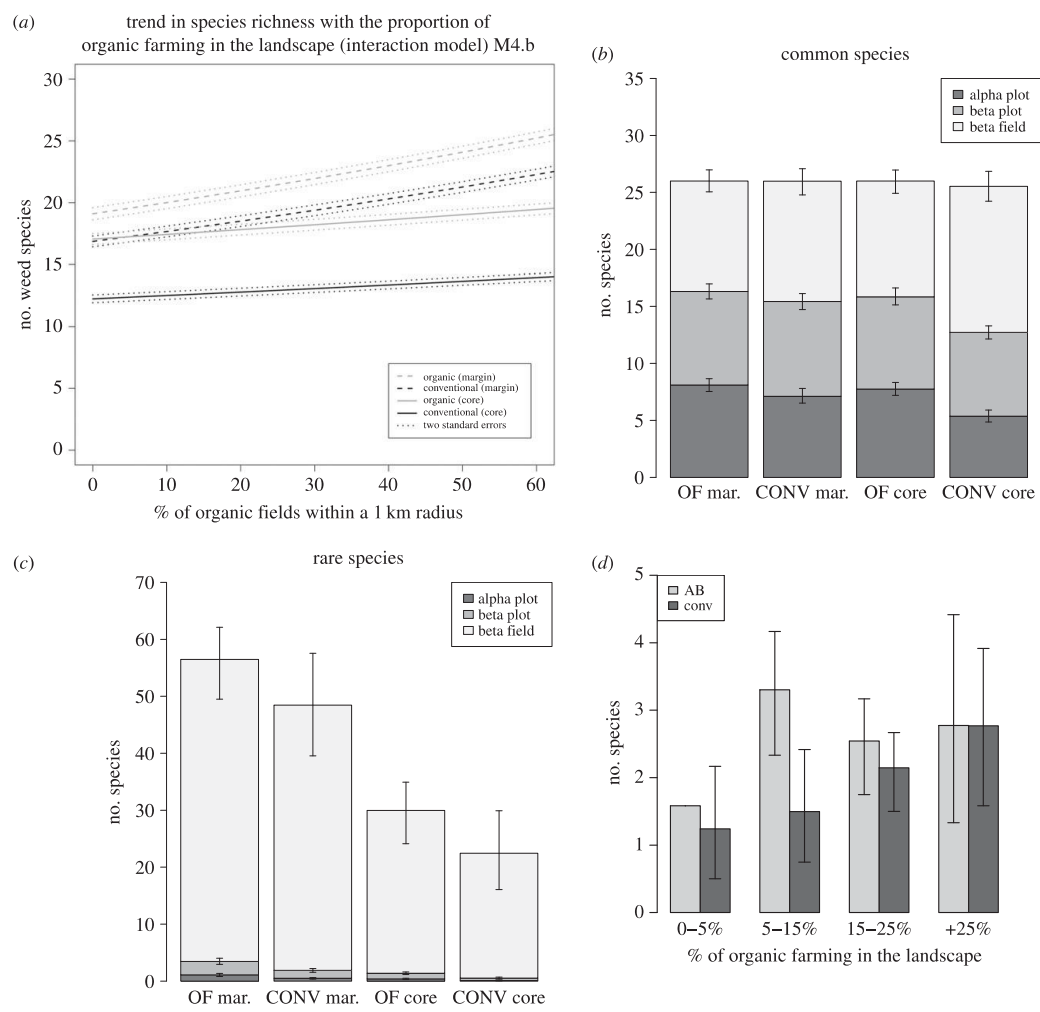 (a)
trend in species richness with the proportion of
organic farming in the landscape (interaction model) M4.b
30
25
20
15
10
5
0
no. weed species
organic (margin)
conventional (margin)
organic (core)
conventional (core)
two standard errors
0 10 20 30 40 50 60
% of organic fields within a 1 km radius
(b)
common species
35
30
25
20
15
10
5
0
no. species
alpha plot
beta plot
beta field
OF mar. CONV mar. OF core CONV core
(c)
rare species
70
60
50
40
30
20
10
0
no. species
alpha plot
beta plot
beta field
OF mar. CONV mar. OF core CONV core
(d)
5
4
3
2
1
0
no. species
AB
conv
0–5% 5–15% 15–25% +25%
% of organic farming in the landscape